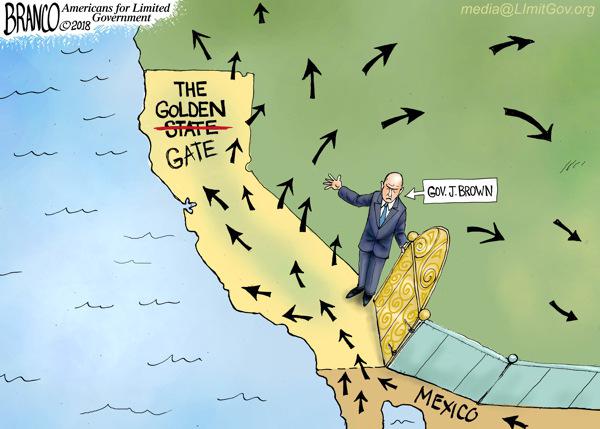 BRANCO
©2018
Americans for Limited
Government
media@LImitGov.org
THE
GOLDEN
STATE
GATE
GOV. J. BROWN
MEXICO